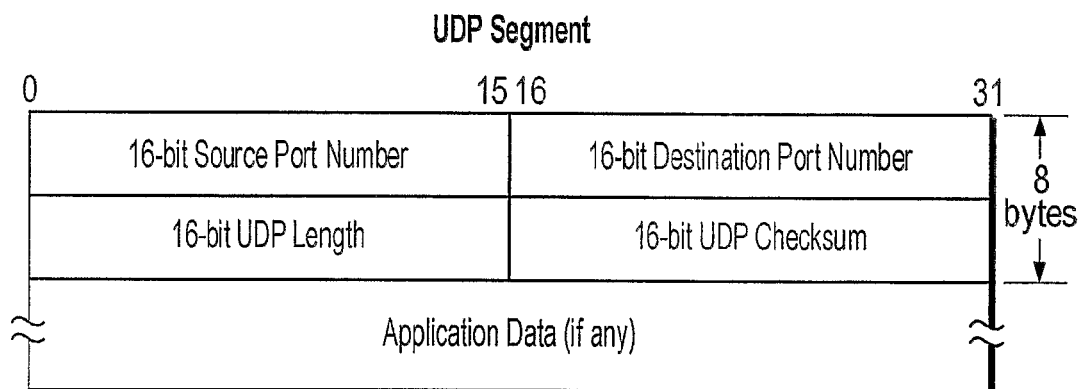 UDP Segment
0 15 16 31
16-bit Source Port Number 16-bit Destination Port Number
8
bytes
16-bit UDP Length 16-bit UDP Checksum
Application Data (if any)